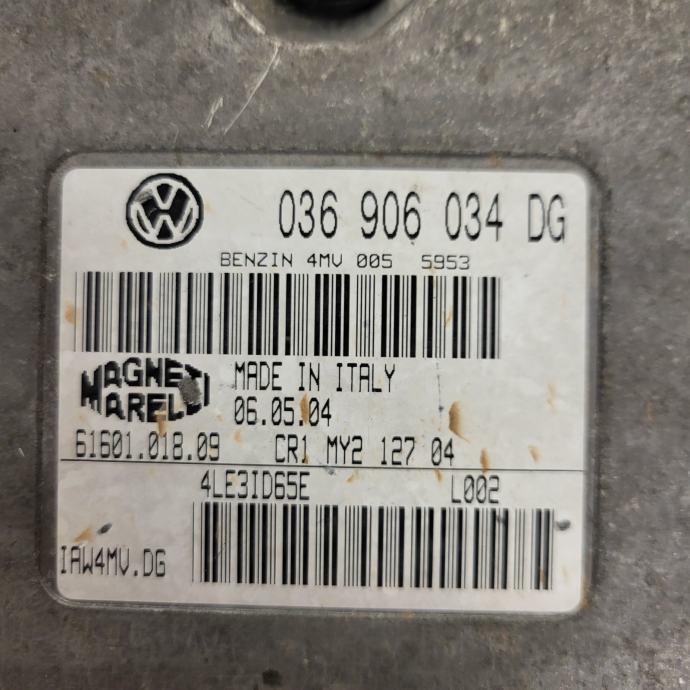 036 906 034 DG
BENZIN 4MV 005 5953
MAGNETI MARELLI
MADE IN ITALY
06.05.04
61601.018.09 CR1 MY2 127 04
4LE3ID65E L002
IAW4MV.DG